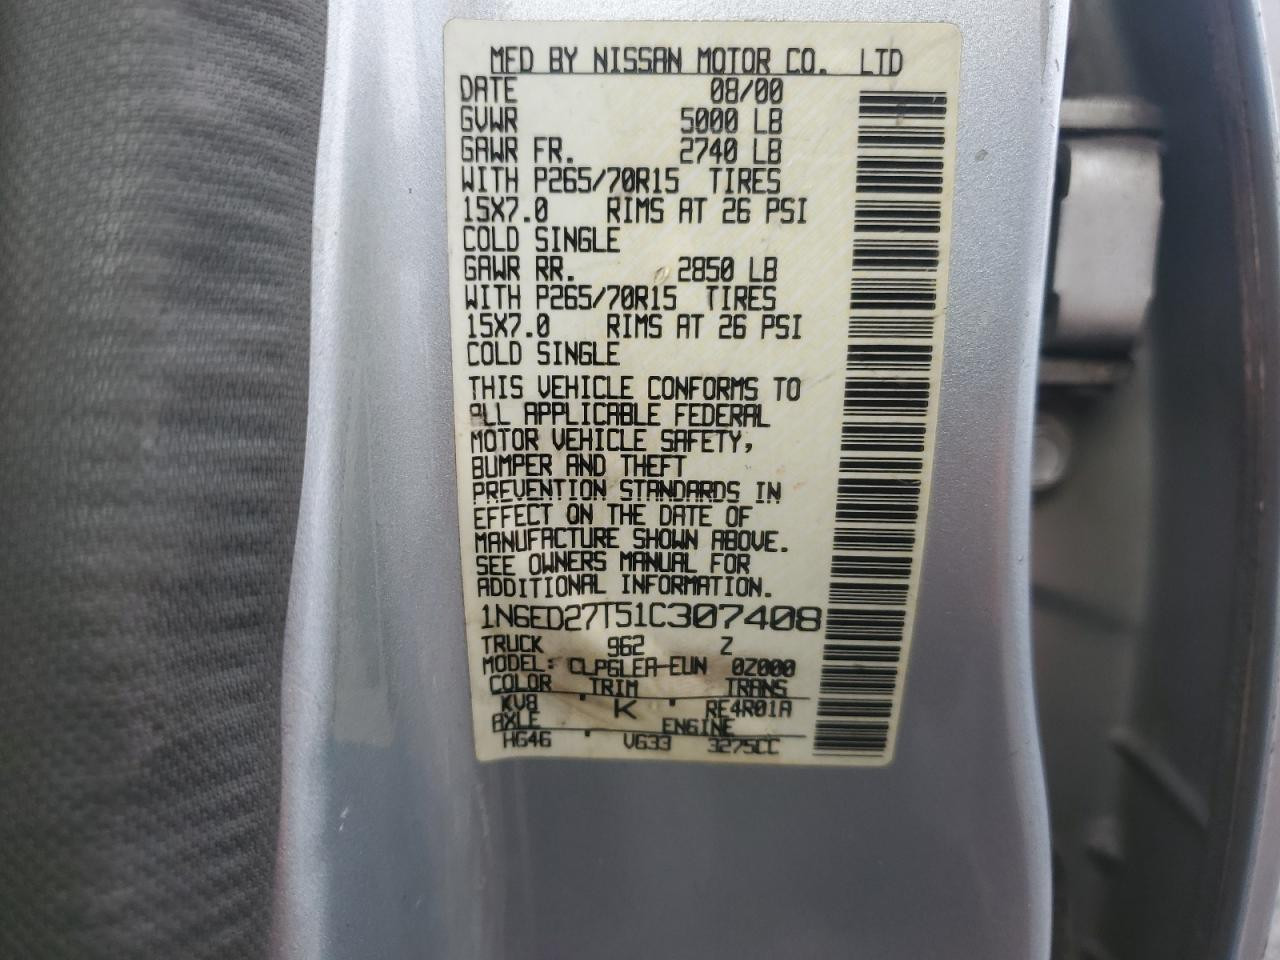 MFD BY NISSAN MOTOR CO. LTD
DATE 08/00
GVWR 5000 LB
GAWR FR. 2740 LB
WITH P265/70R15 TIRES
15X7.0 RIMS AT 26 PSI
COLD SINGLE
GAWR RR. 2850 LB
WITH P265/70R15 TIRES
15X7.0 RIMS AT 26 PSI
COLD SINGLE
THIS VEHICLE CONFORMS TO
ALL APPLICABLE FEDERAL
MOTOR VEHICLE SAFETY,
BUMPER AND THEFT
PREVENTION STANDARDS IN
EFFECT ON THE DATE OF
MANUFACTURE SHOWN ABOVE.
SEE OWNERS MANUAL FOR
ADDITIONAL INFORMATION.
1N6ED27T51C307408
TRUCK 962 Z
MODEL: CLPGLEA-EUN 0Z000
COLOR TRIM TRANS
KV8 K RE4R01A
AXLE ENGINE
HG46 VG33 3275CC